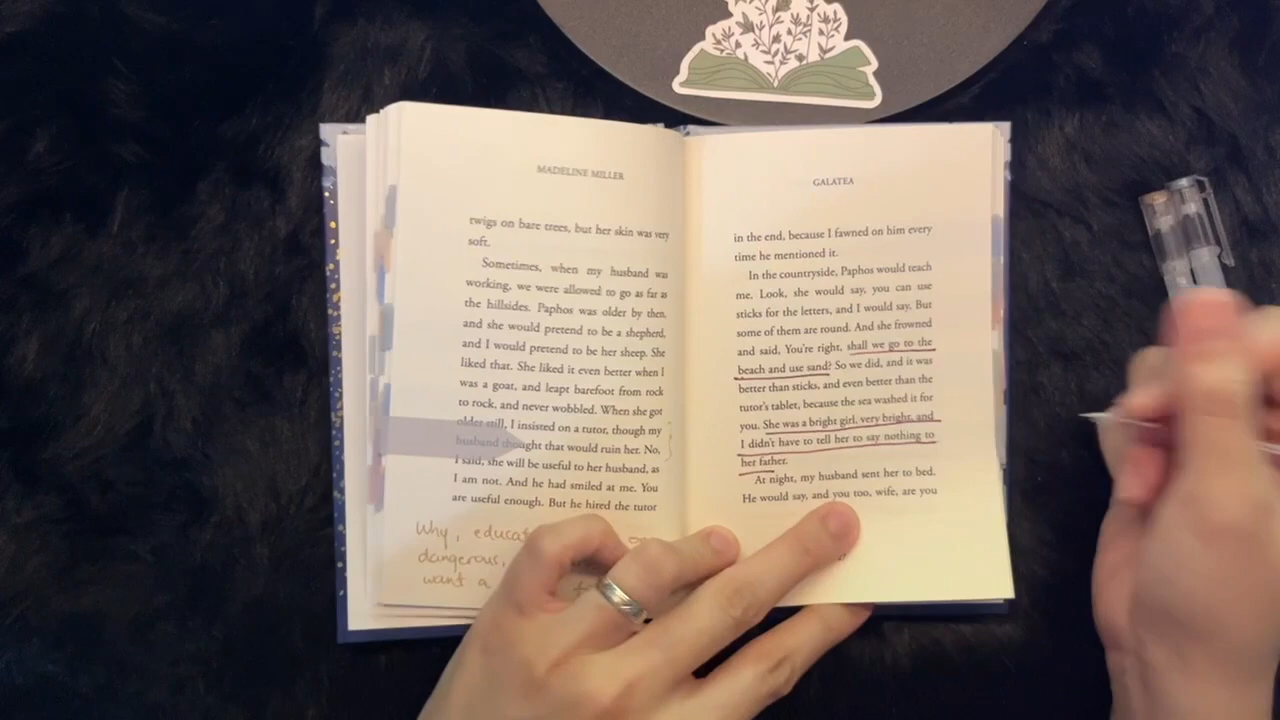 MADELINE MILLER
twigs on bare trees, but her skin was very
soft.
Sometimes, when my husband was
working, we were allowed to go as far as
the hillsides. Paphos was older by then,
and she would pretend to be a shepherd,
and I would pretend to be her sheep. She
liked that. She liked it even better when I
was a goat, and leapt barefoot from rock
to rock, and never wobbled. When she got
older still, I insisted on a tutor, though my
husband thought that would ruin her. No,
I said, she will be useful to her husband, as
I am not. And he had smiled at me. You
are useful enough. But he hired the tutor
Why, educat
dangerous,
want a
GALATEA
in the end, because I fawned on him every
time he mentioned it.
In the countryside, Paphos would teach
me. Look, she would say, you can use
sticks for the letters, and I would say, But
some of them are round. And she frowned
and said, You're right, shall we go to the
beach and use sand? So we did, and it was
better than sticks, and even better than the
tutor's tablet, because the sea washed it for
you. She was a bright girl, very bright, and
I didn't have to tell her to say nothing to
her father.
At night, my husband sent her to bed.
He would say, and you too, wife, are you